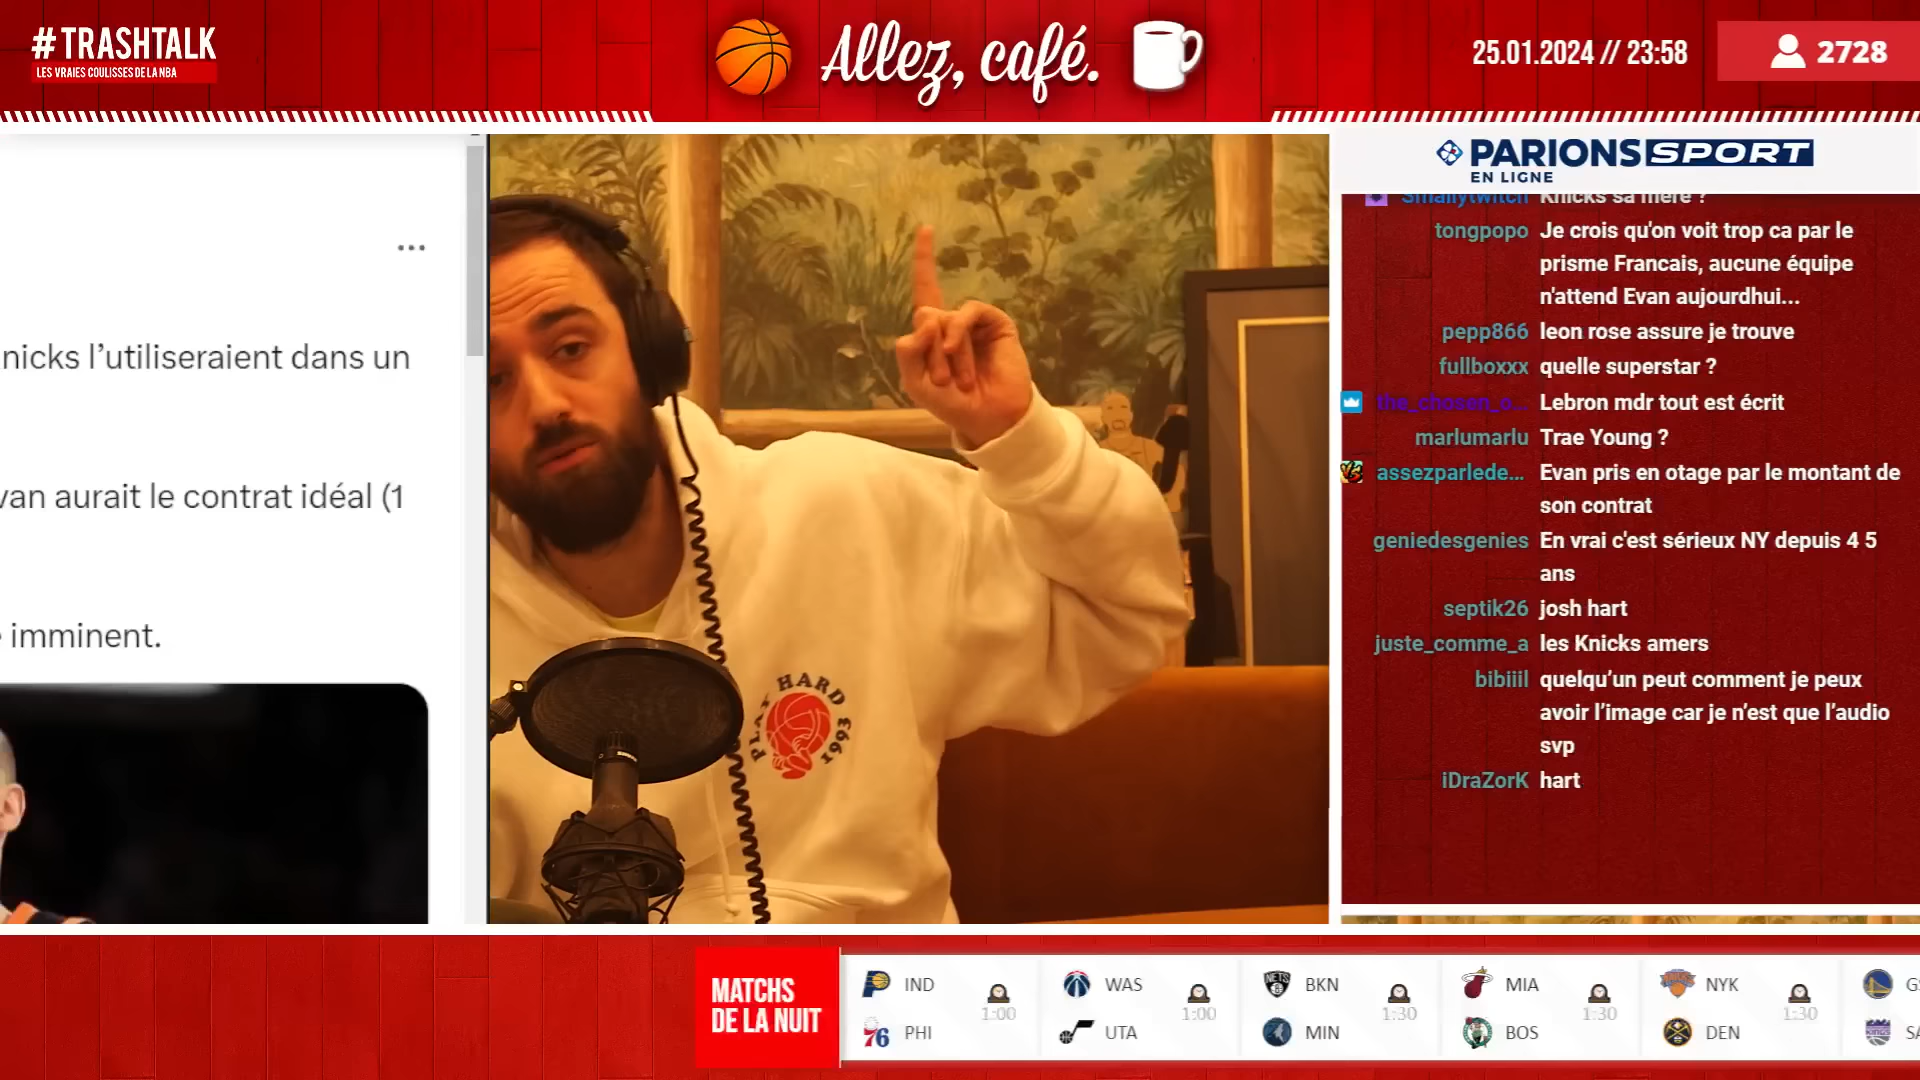 #TRASHTALK
LES VRAIES COULISSES DE LA NBA
Allez, café.
25.01.2024 // 23:58
2728
nicks l’utiliseraient dans un
van aurait le contrat idéal (1
imminent.
PLAY HARD
1993
PARIONS SPORT
EN LIGNE
Smallytwitch Knicks sa mère ?
tongpopo Je crois qu'on voit trop ca par le
prisme Francais, aucune équipe
n'attend Evan aujourdhui...
pepp866 leon rose assure je trouve
fullboxxx quelle superstar ?
the_chosen_o... Lebron mdr tout est écrit
marlumarlu Trae Young ?
assezparlede... Evan pris en otage par le montant de
son contrat
geniedesgenies En vrai c'est sérieux NY depuis 4 5
ans
septik26 josh hart
juste_comme_a les Knicks amers
bibiiil quelqu’un peut comment je peux
avoir l’image car je n’est que l’audio
svp
iDraZorK hart
MATCHS
DE LA NUIT
IND
PHI
1:00
WAS
UTA
1:00
BKN
MIN
1:30
MIA
BOS
1:30
NYK
DEN
1:30